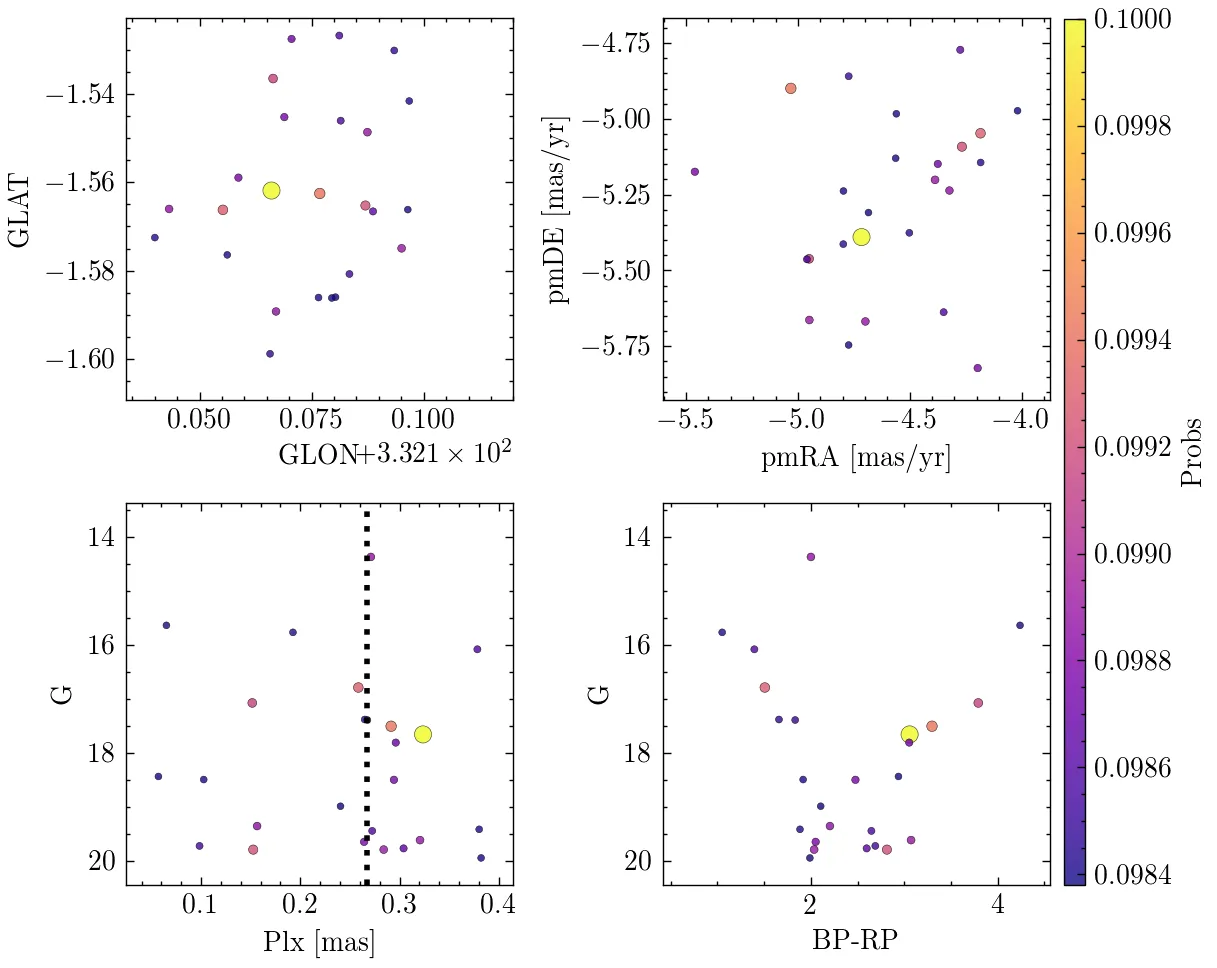 −1.54
−1.56
−1.58
−1.60
GLAT
0.050 0.075 0.100
GLON+3.321 × 10²
−4.75
−5.00
−5.25
−5.50
−5.75
pmDE [mas/yr]
−5.5 −5.0 −4.5 −4.0
pmRA [mas/yr]
14
16
18
20
G
0.1 0.2 0.3 0.4
Plx [mas]
14
16
18
20
G
2 4
BP-RP
0.1000
0.0998
0.0996
0.0994
0.0992
0.0990
0.0988
0.0986
0.0984
Probs